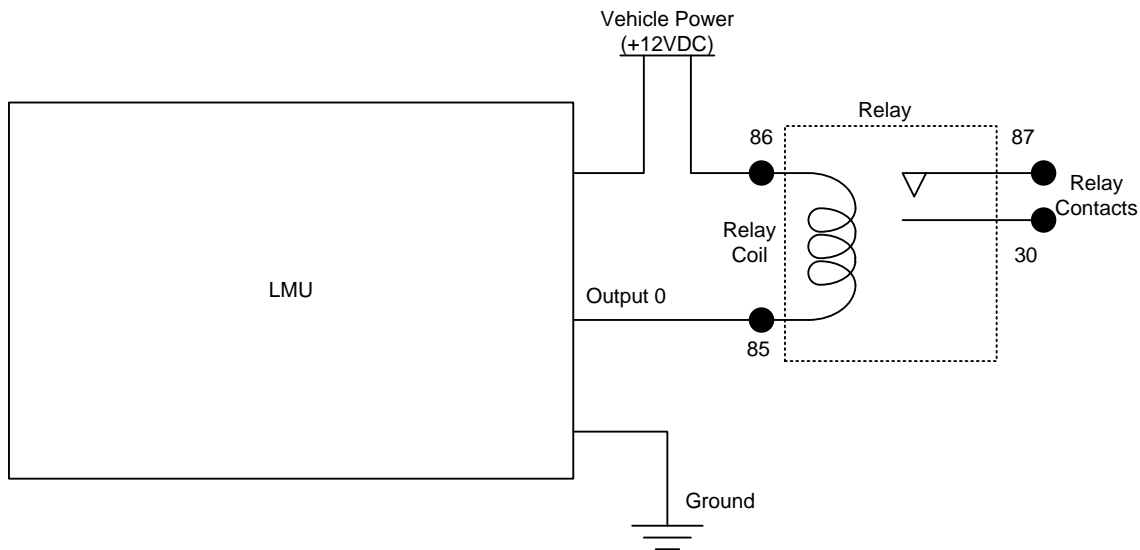 Vehicle Power
(+12VDC)
Relay
86
87
Relay
Contacts
Relay
Coil
30
LMU
Output 0
85
Ground